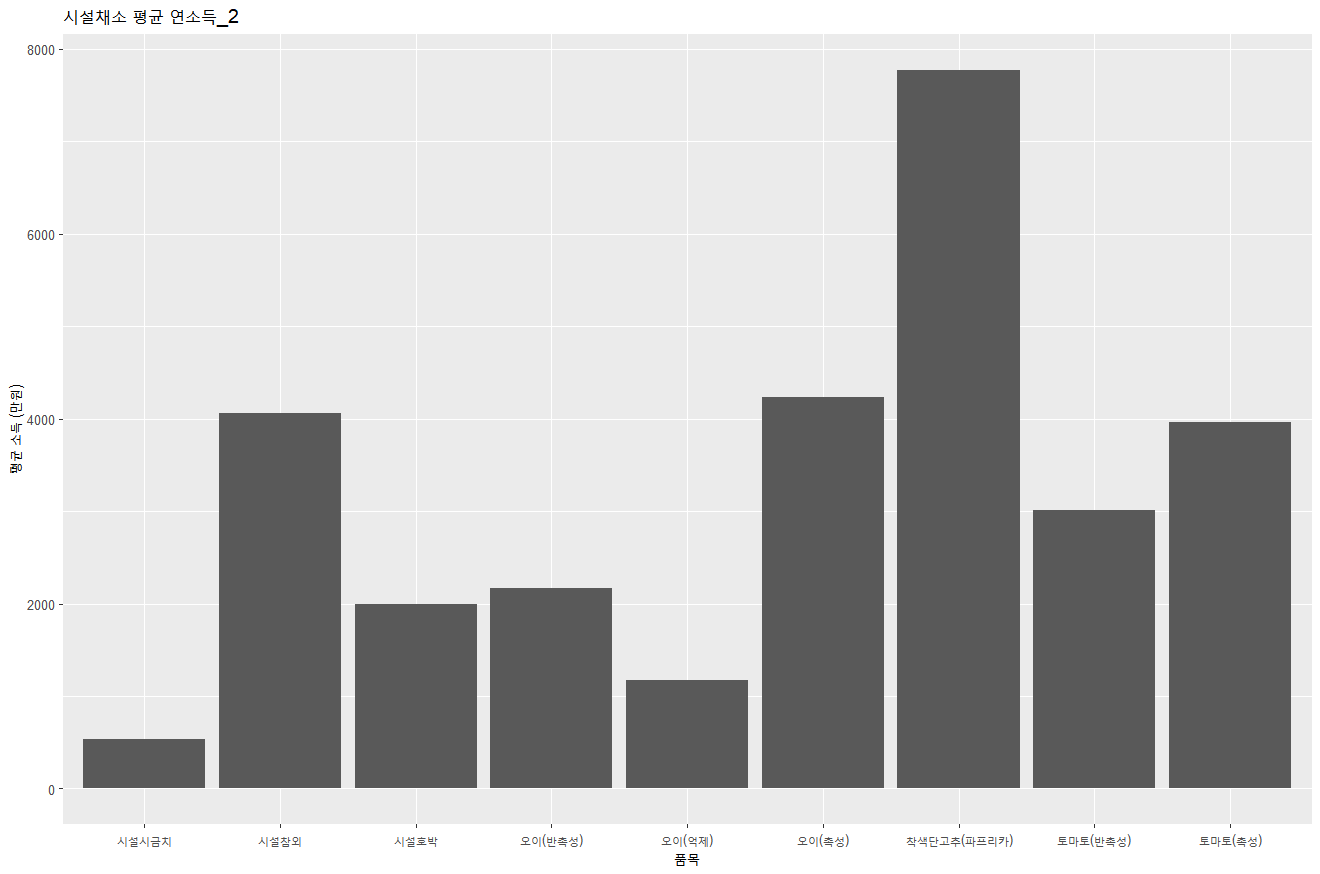 시설채소 평균 연소득_2
평균 소득 (만원)
8000
6000
4000
2000
0
시설시금치 시설참외 시설호박 오이(반촉성) 오이(억제) 오이(촉성) 착색단고추(파프리카) 토마토(반촉성) 토마토(촉성)
품목